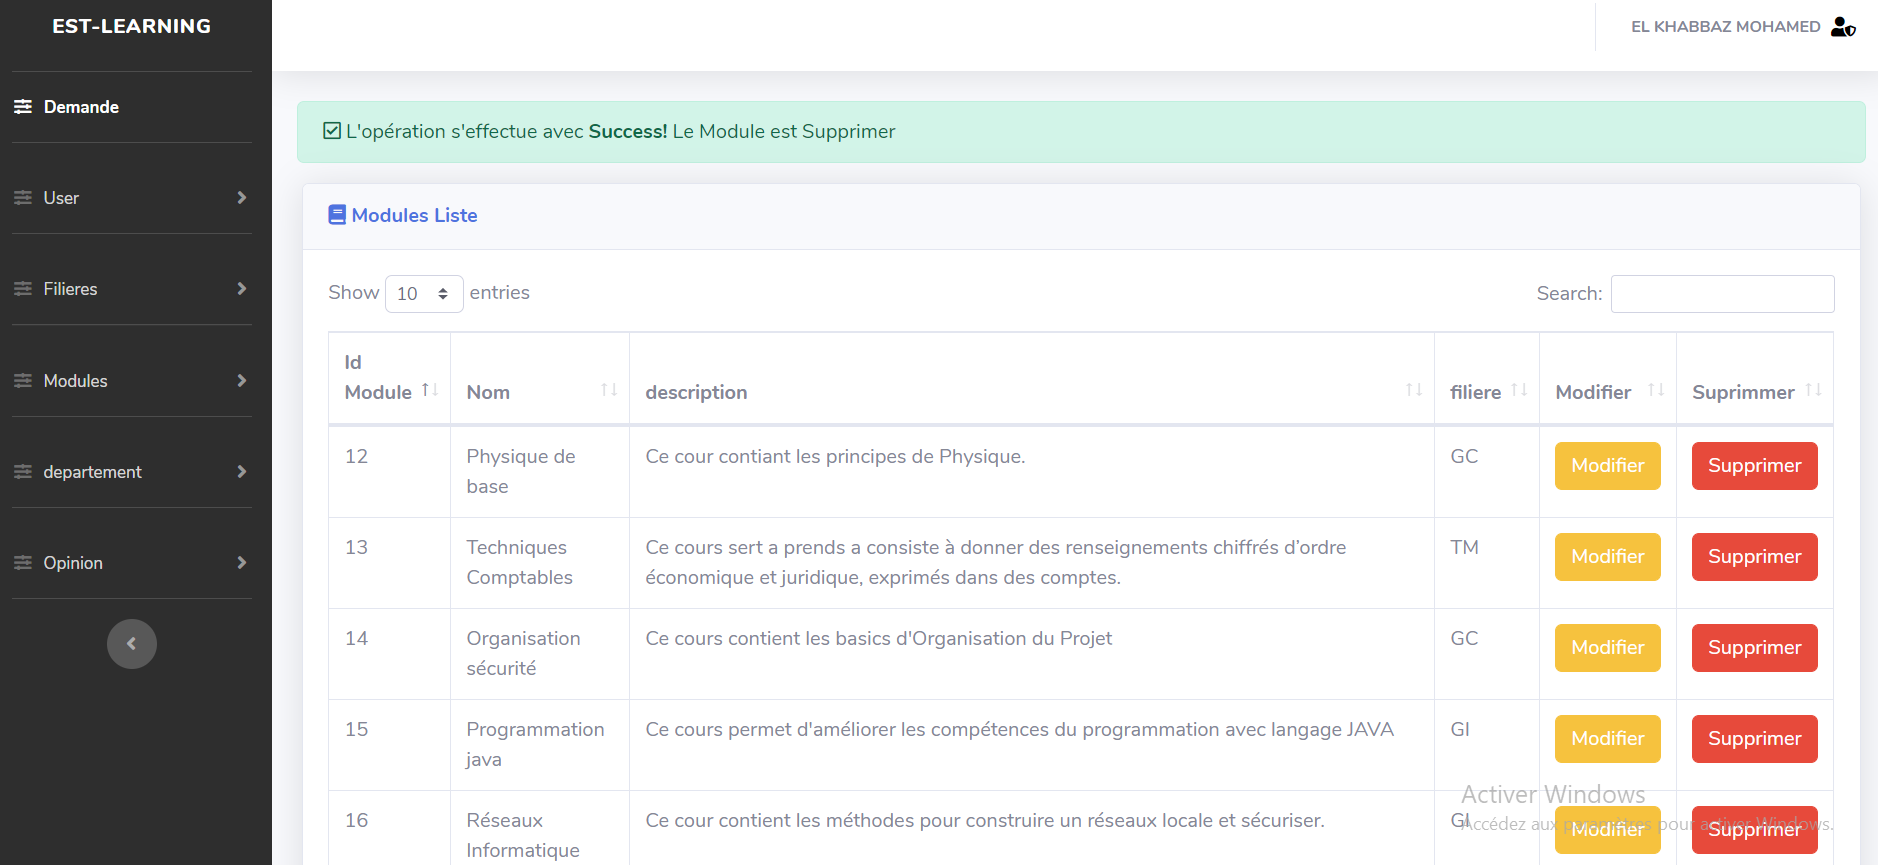 EST-LEARNING
EL KHABBAZ MOHAMED
Demande
User
Filieres
Modules
departement
Opinion
L'opération s'effectue avec Success! Le Module est Supprimer
Modules Liste
Show 10 entries
Search:
Id
Module
Nom
description
filiere
Modifier
Suprimmer
12
Physique de
base
Ce cour contiant les principes de Physique.
GC
Modifier
Supprimer
13
Techniques
Comptables
Ce cours sert a prends a consiste à donner des renseignements chiffrés d’ordre
économique et juridique, exprimés dans des comptes.
TM
Modifier
Supprimer
14
Organisation
sécurité
Ce cours contient les basics d'Organisation du Projet
GC
Modifier
Supprimer
15
Programmation
java
Ce cours permet d'améliorer les compétences du programmation avec langage JAVA
GI
Modifier
Supprimer
16
Réseaux
Informatique
Ce cour contient les méthodes pour construire un réseaux locale et sécuriser.
GI
Modifier
Supprimer
Activer Windows
Accédez aux paramètres pour activer Windows.